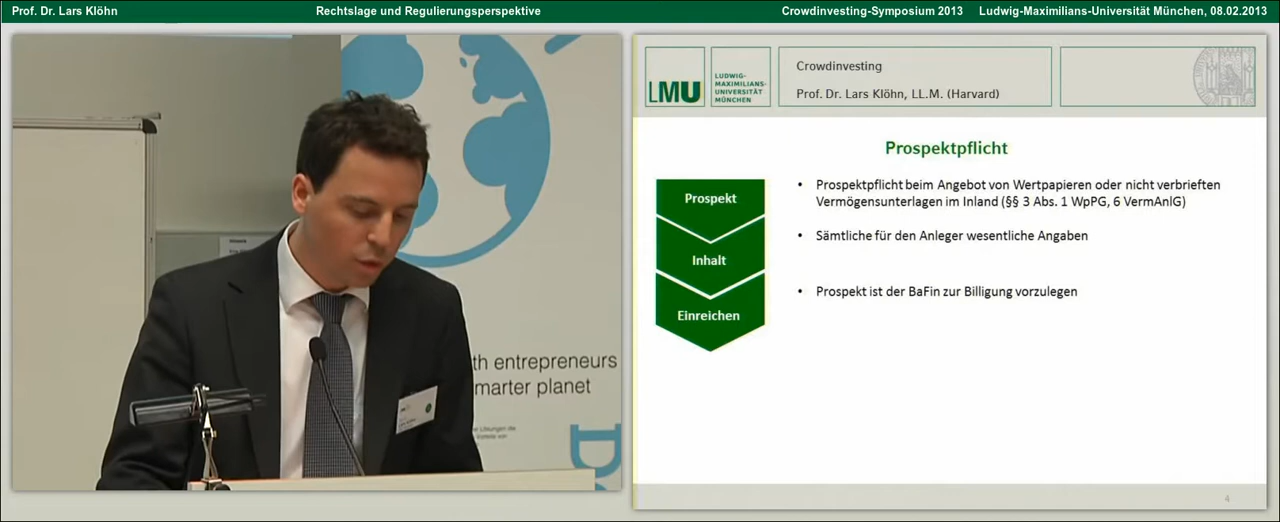 Prof. Dr. Lars Klöhn
Rechtslage und Regulierungsperspektive
Crowdinvesting-Symposium 2013
Ludwig-Maximilians-Universität München, 08.02.2013
th entrepreneurs
marter planet
LMU
LUDWIG-
MAXIMILIANS-
UNIVERSITÄT
MÜNCHEN
Crowdinvesting
Prof. Dr. Lars Klöhn, LL.M. (Harvard)
Prospektpflicht
Prospekt
• Prospektpflicht beim Angebot von Wertpapieren oder nicht verbrieften
Vermögensunterlagen im Inland (§§ 3 Abs. 1 WpPG, 6 VermAnlG)
Inhalt
• Sämtliche für den Anleger wesentliche Angaben
Einreichen
• Prospekt ist der BaFin zur Billigung vorzulegen
4